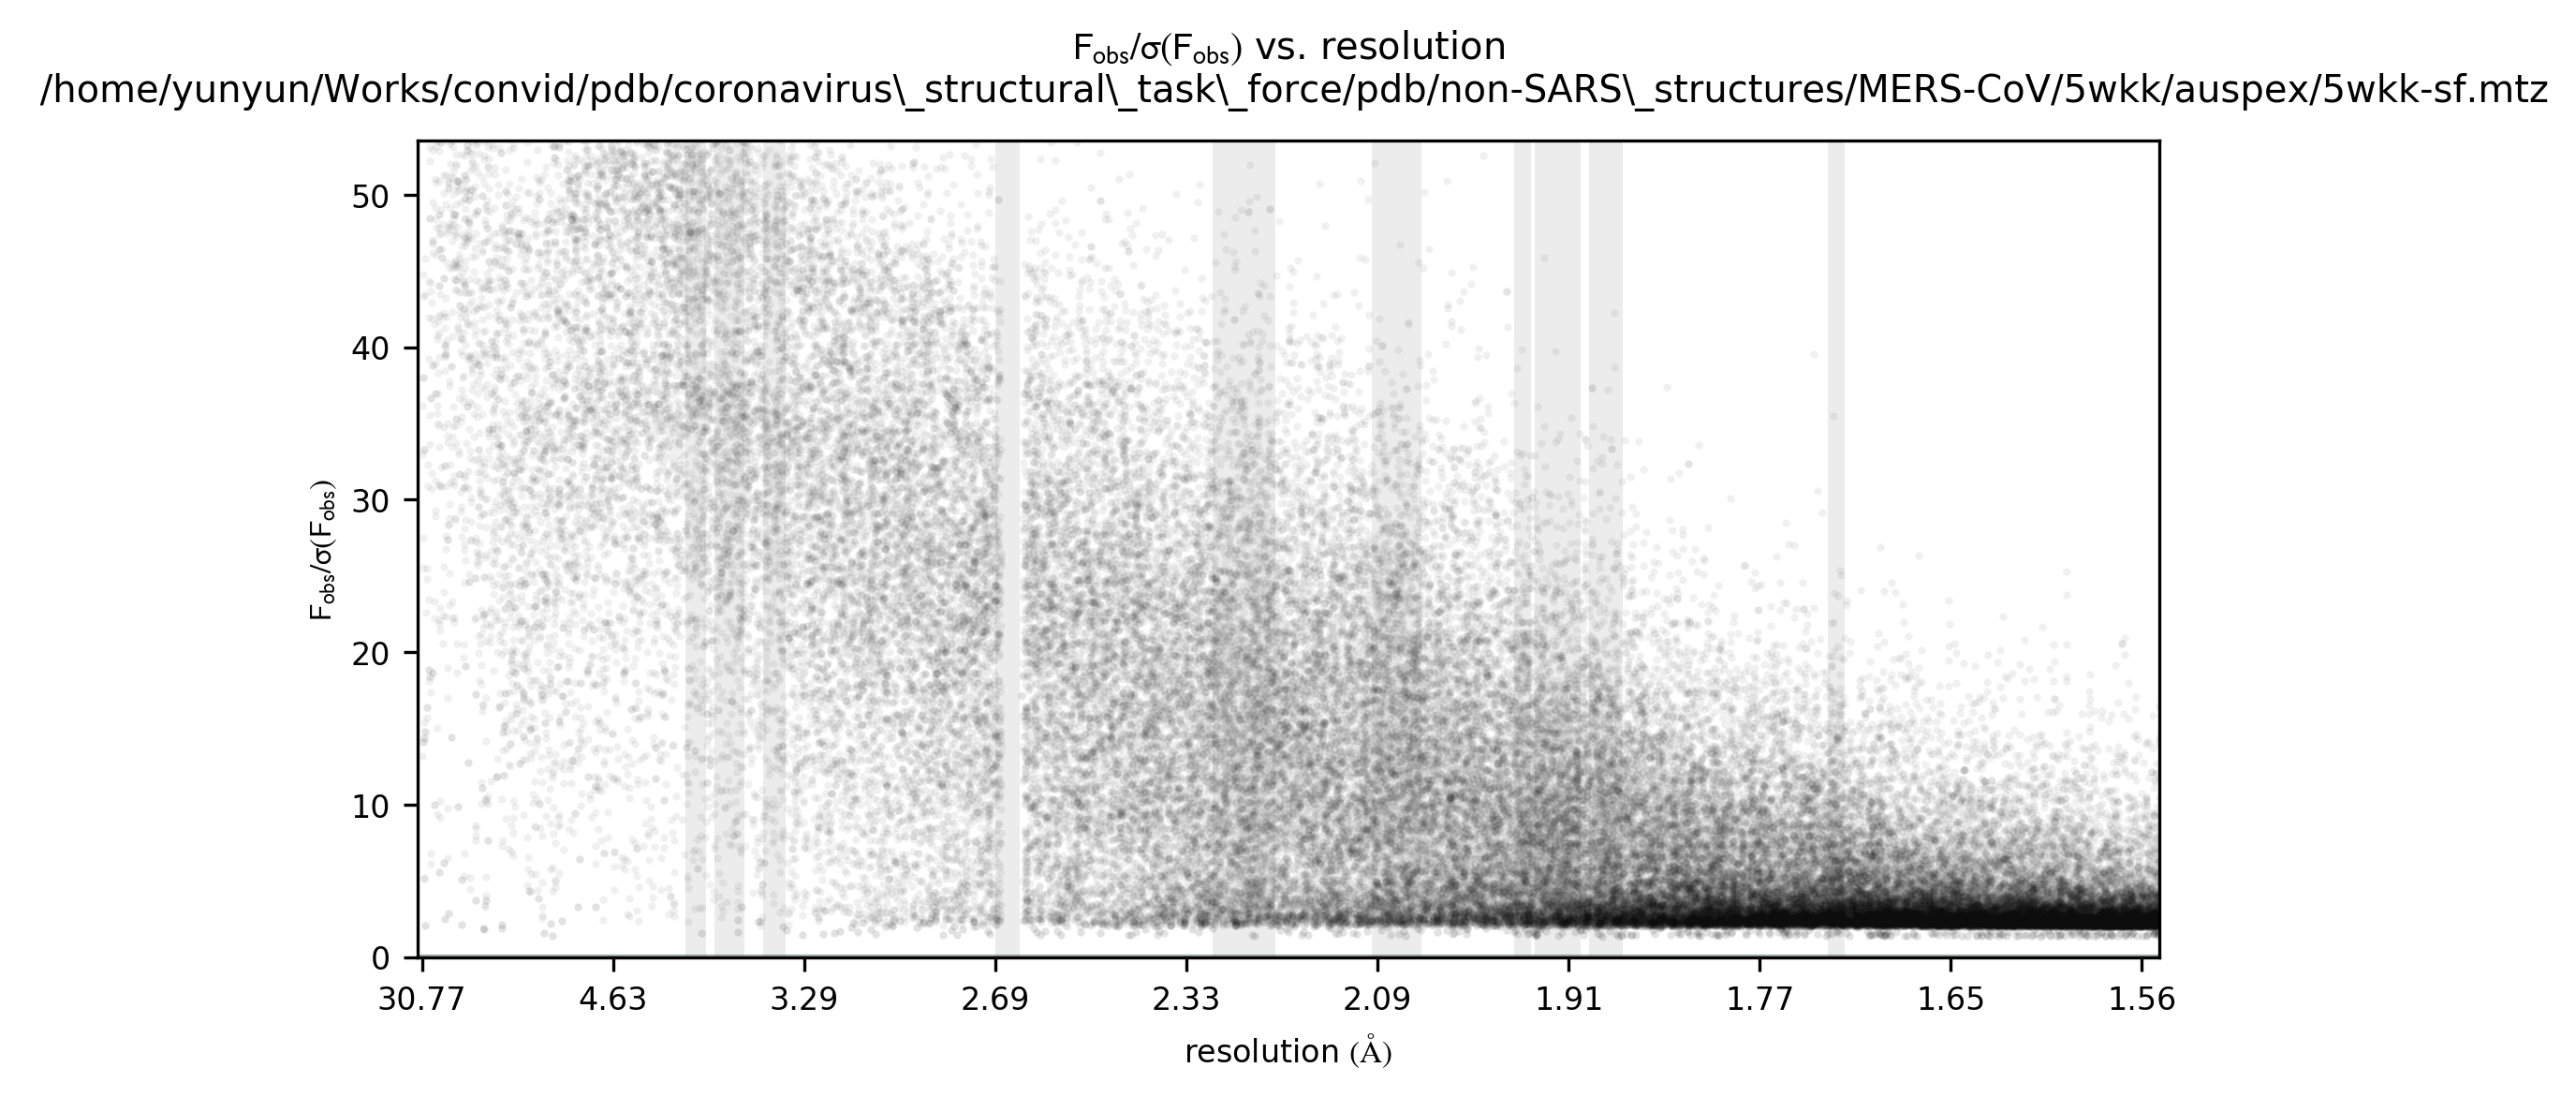 Fobs/σ(Fobs) vs. resolution
/home/yunyun/Works/convid/pdb/coronavirus\_structural\_task\_force/pdb/non-SARS\_structures/MERS-CoV/5wkk/auspex/5wkk-sf.mtz
Fobs/σ(Fobs)
50
40
30
20
10
0
30.77 4.63 3.29 2.69 2.33 2.09 1.91 1.77 1.65 1.56
resolution (Å)